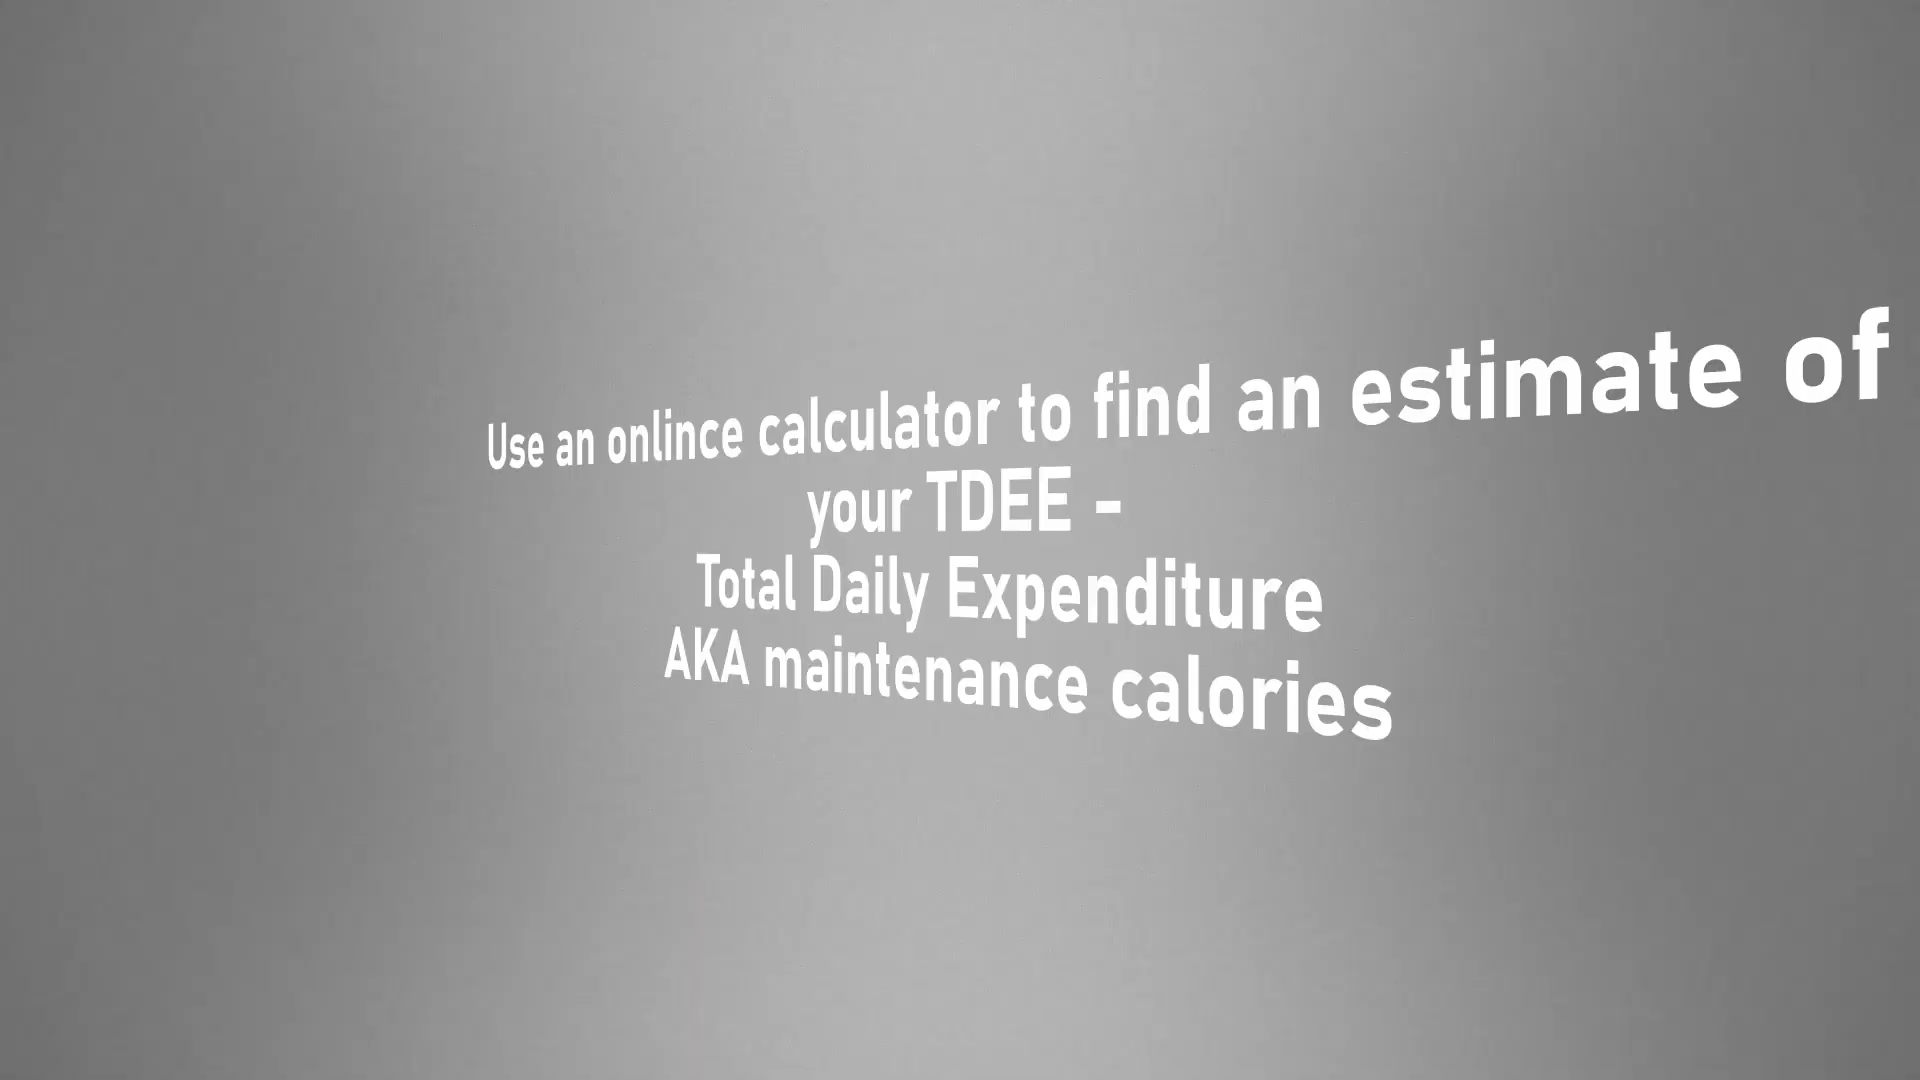 Use an onlince calculator to find an estimate of
your TDEE -
Total Daily Expenditure
AKA maintenance calories